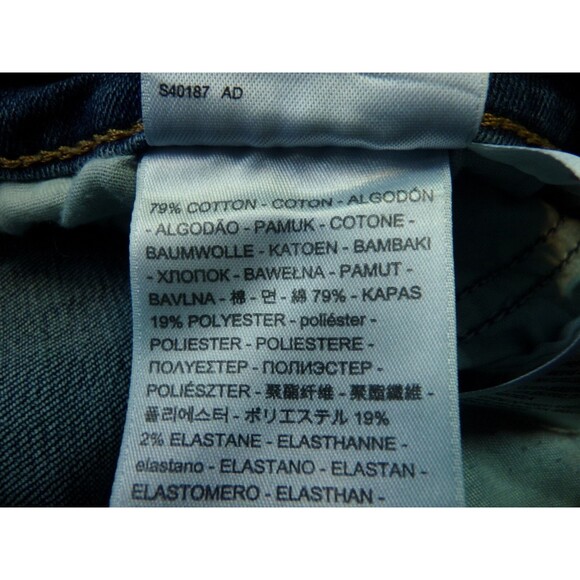 S40187 AD
79% COTTON - COTON - ALGODÓN
- ALGODÃO - PAMUK - COTONE -
BAUMWOLLE - KATOEN - BAMBAKI
- ХЛОПОК - BAWEŁNA - PAMUT -
BAVLNA - 棉 - 면 - 綿 79% - KAPAS
19% POLYESTER - poliéster -
POLIESTER - POLIESTERE -
ΠΟΛΥΕΣΤΕΡ - ПОЛИЭСТЕР -
POLIÉSZTER - 聚酯纤维 - 聚酯纖維 -
폴리에스터 - ポリエステル 19%
2% ELASTANE - ELASTHANNE -
elastano - ELASTANO - ELASTAN -
ELASTOMERO - ELASTHAN -